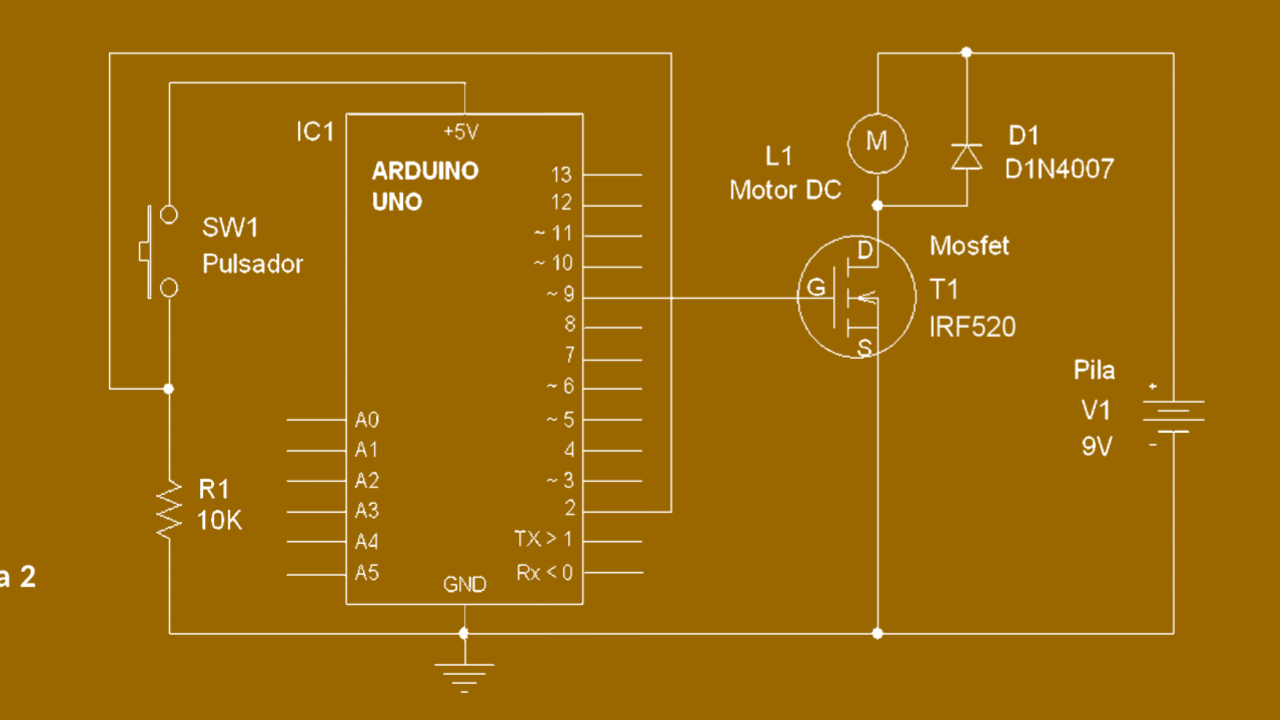 IC1
+5V
ARDUINO
UNO
13
12
~ 11
~ 10
~ 9
8
7
~ 6
~ 5
4
~ 3
2
TX > 1
Rx < 0
A0
A1
A2
A3
A4
A5
GND
SW1
Pulsador
R1
10K
a 2
L1
Motor DC
M
D1
D1N4007
D
G
S
Mosfet
T1
IRF520
Pila
V1
9V
+
-